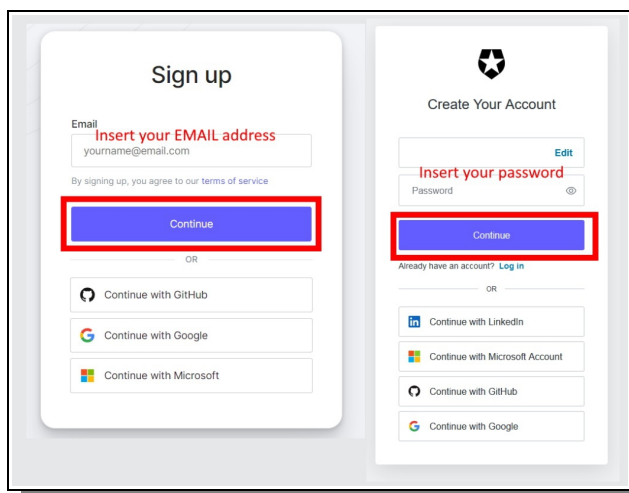 Sign up
Email
Insert your EMAIL address
yourname@email.com
By signing up, you agree to our terms of service
Continue
OR
Continue with GitHub
Continue with Google
Continue with Microsoft
Create Your Account
Edit
Insert your password
Password
Continue
Already have an account? Log in
OR
Continue with LinkedIn
Continue with Microsoft Account
Continue with GitHub
Continue with Google